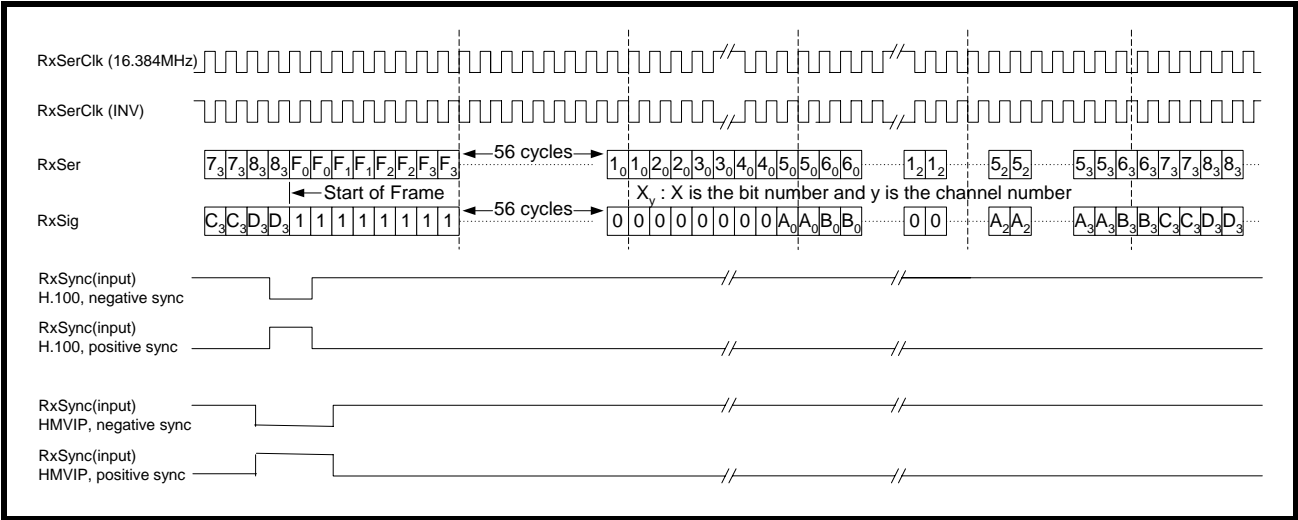 RxSerClk (16.384MHz)
RxSerClk (INV)
RxSer 7₃ 7₃ 8₃ 8₃ F₀ F₀ F₁ F₁ F₂ F₂ F₃ F₃ 56 cycles 1₀ 1₀ 2₀ 2₀ 3₀ 3₀ 4₀ 4₀ 5₀ 5₀ 6₀ 6₀ 1₂ 1₂ 5₂ 5₂ 5₃ 5₃ 6₃ 6₃ 7₃ 7₃ 8₃ 8₃
Start of Frame X_y : X is the bit number and y is the channel number
RxSig C₃ C₃ D₃ D₃ 1 1 1 1 1 1 1 1 56 cycles 0 0 0 0 0 0 0 0 A₀ A₀ B₀ B₀ 0 0 A₂ A₂ A₃ A₃ B₃ B₃ C₃ C₃ D₃ D₃
RxSync(input)
H.100, negative sync
RxSync(input)
H.100, positive sync
RxSync(input)
HMVIP, negative sync
RxSync(input)
HMVIP, positive sync